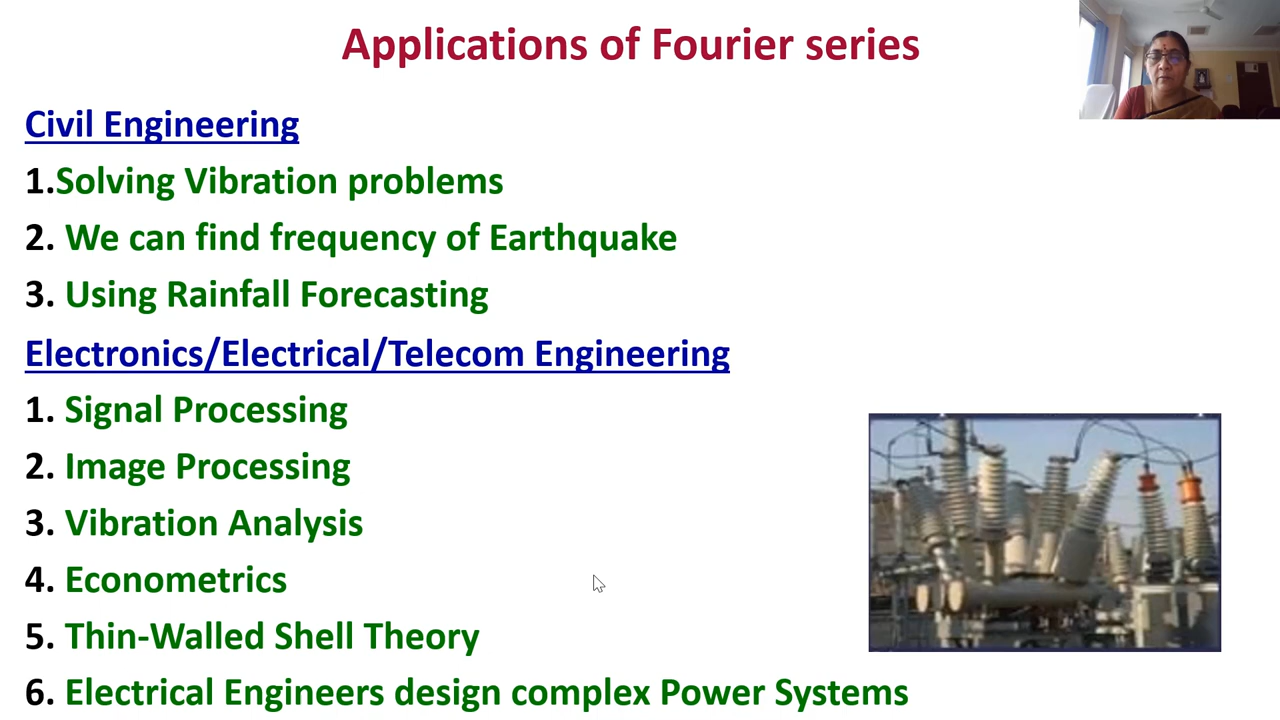 Applications of Fourier series
Civil Engineering
1.Solving Vibration problems
2. We can find frequency of Earthquake
3. Using Rainfall Forecasting
Electronics/Electrical/Telecom Engineering
1. Signal Processing
2. Image Processing
3. Vibration Analysis
4. Econometrics
5. Thin-Walled Shell Theory
6. Electrical Engineers design complex Power Systems